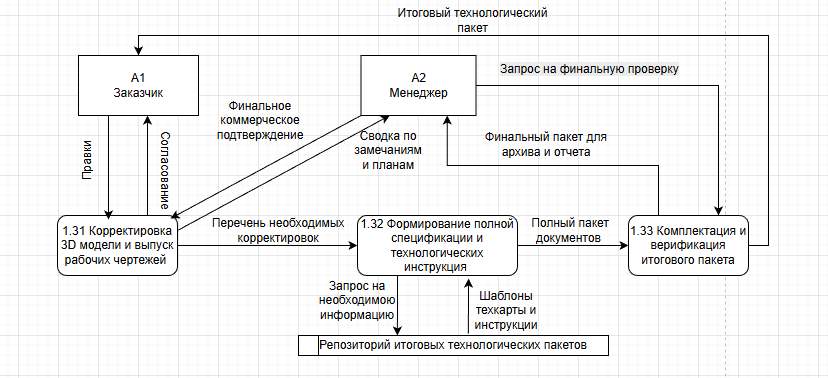 Итоговый технологический
пакет
А1
Заказчик
А2
Менеджер
Запрос на финальную проверку
Финальное
коммерческое
подтверждение
Сводка по
замечаниям
и планам
Финальный пакет для
архива и отчета
Правки
Согласование
1.31 Корректировка
3D модели и выпуск
рабочих чертежей
Перечень необходимых
корректировок
1.32 Формирование полной
спецификации и
технологических
инструкция
Полный пакет
документов
1.33 Комплектация и
верификация
итогового пакета
Запрос на
необходимою
информацию
Шаблоны
техкарты и
инструкции
Репозиторий итоговых технологических пакетов